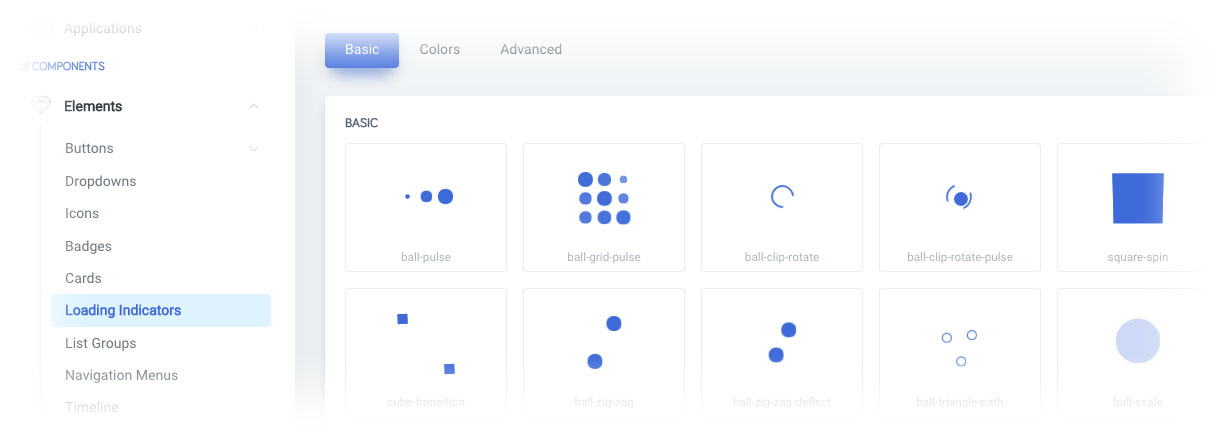 Applications
UI COMPONENTS
Elements
Buttons
Dropdowns
Icons
Badges
Cards
Loading Indicators
List Groups
Navigation Menus
Timeline
Basic Colors Advanced
BASIC
ball-pulse ball-grid-pulse ball-clip-rotate ball-clip-rotate-pulse square-spin
cube-transition ball-zig-zag ball-zig-zag-deflect ball-triangle-path ball-scale